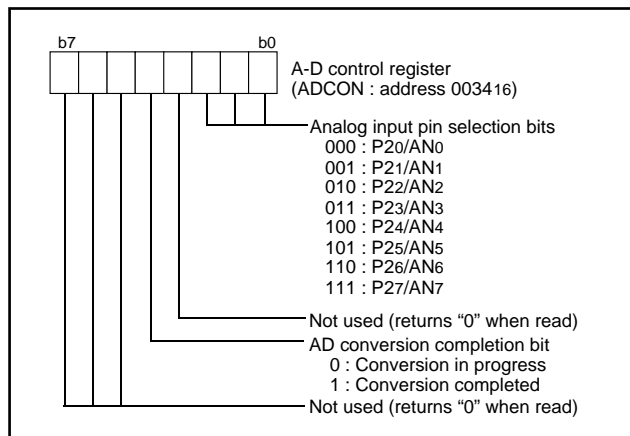 b7 b0
A-D control register
(ADCON : address 003416)
Analog input pin selection bits
000 : P20/AN0
001 : P21/AN1
010 : P22/AN2
011 : P23/AN3
100 : P24/AN4
101 : P25/AN5
110 : P26/AN6
111 : P27/AN7
Not used (returns “0” when read)
AD conversion completion bit
0 : Conversion in progress
1 : Conversion completed
Not used (returns “0” when read)